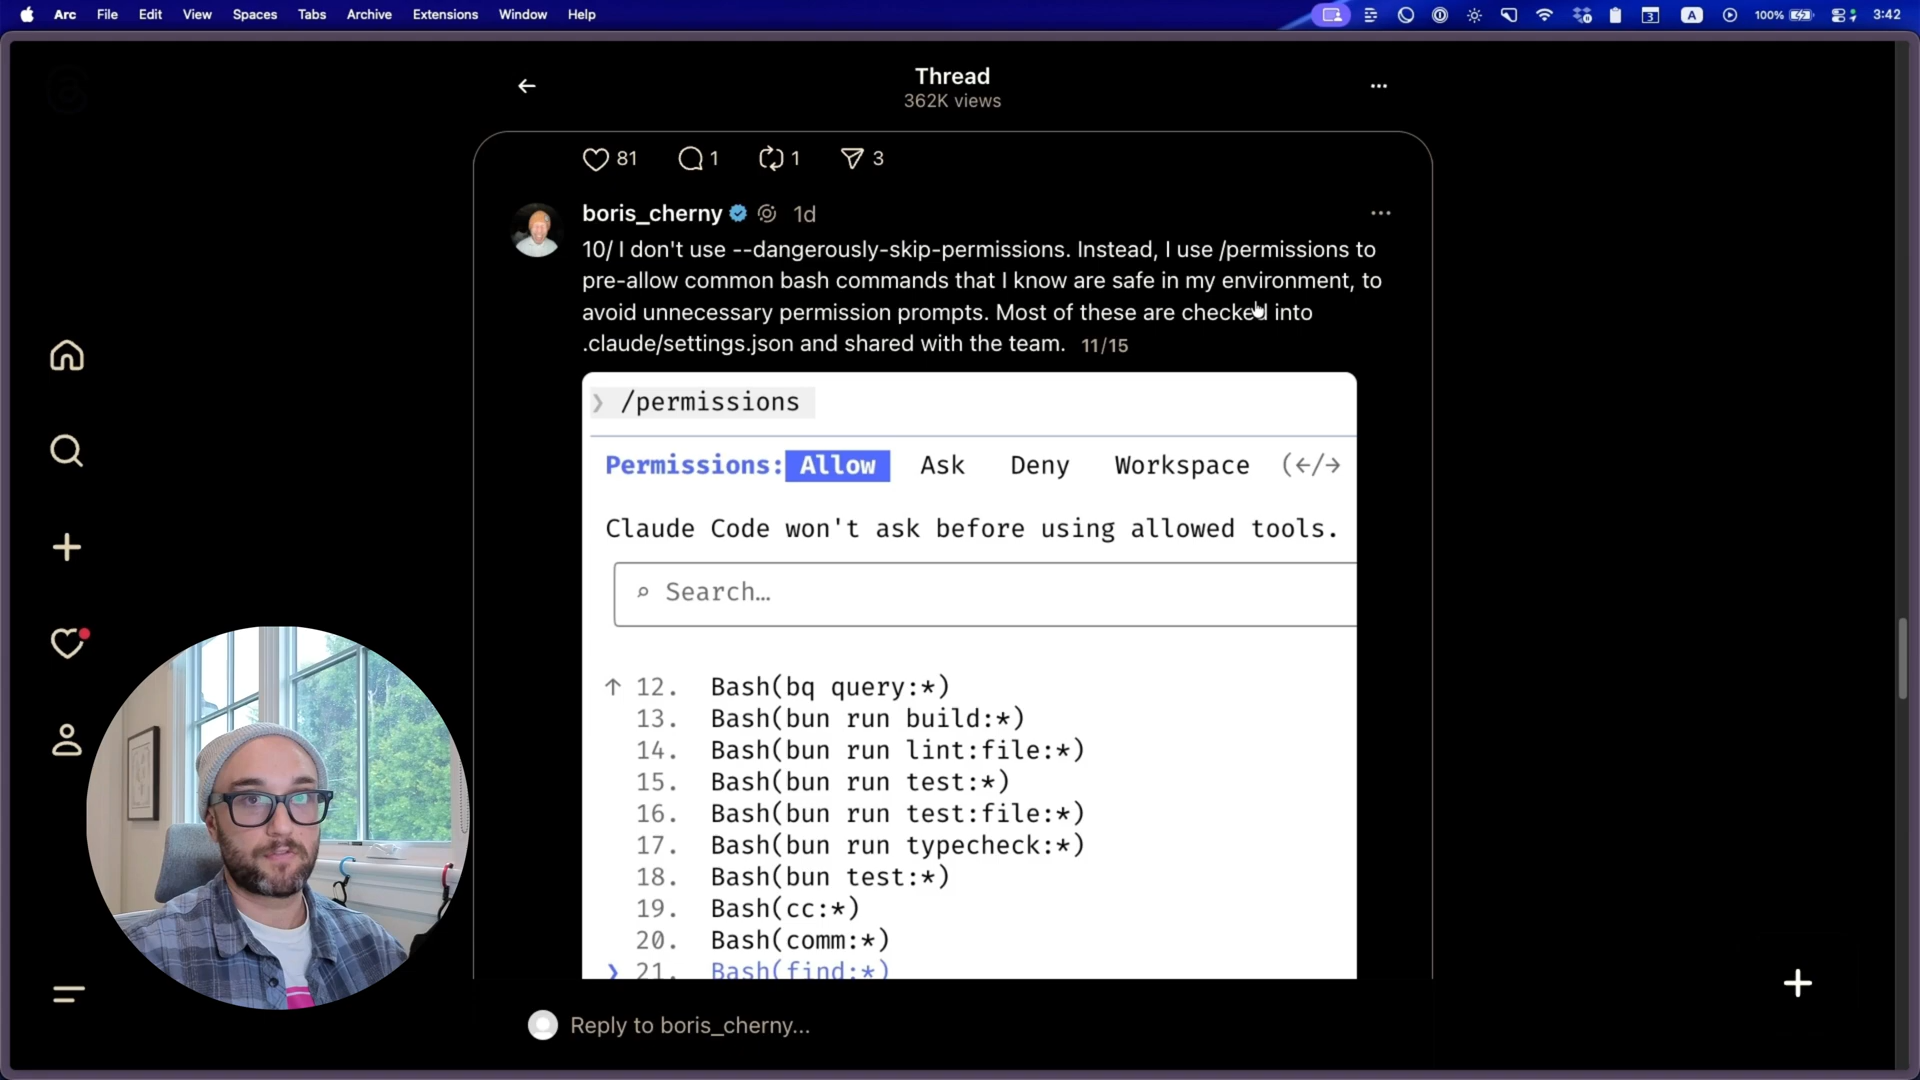 Arc File Edit View Spaces Tabs Archive Extensions Window Help
3 A 100% 3:42
Thread
362K views
81 1 1 3
boris_cherny 1d
10/ I don't use --dangerously-skip-permissions. Instead, I use /permissions to
pre-allow common bash commands that I know are safe in my environment, to
avoid unnecessary permission prompts. Most of these are checked into
.claude/settings.json and shared with the team. 11/15
❯ /permissions
Permissions: Allow Ask Deny Workspace (←/→
Claude Code won't ask before using allowed tools.
⌕ Search…
↑ 12. Bash(bq query:*)
13. Bash(bun run build:*)
14. Bash(bun run lint:file:*)
15. Bash(bun run test:*)
16. Bash(bun run test:file:*)
17. Bash(bun run typecheck:*)
18. Bash(bun test:*)
19. Bash(cc:*)
20. Bash(comm:*)
❯ 21. Bash(find:*)
Reply to boris_cherny...